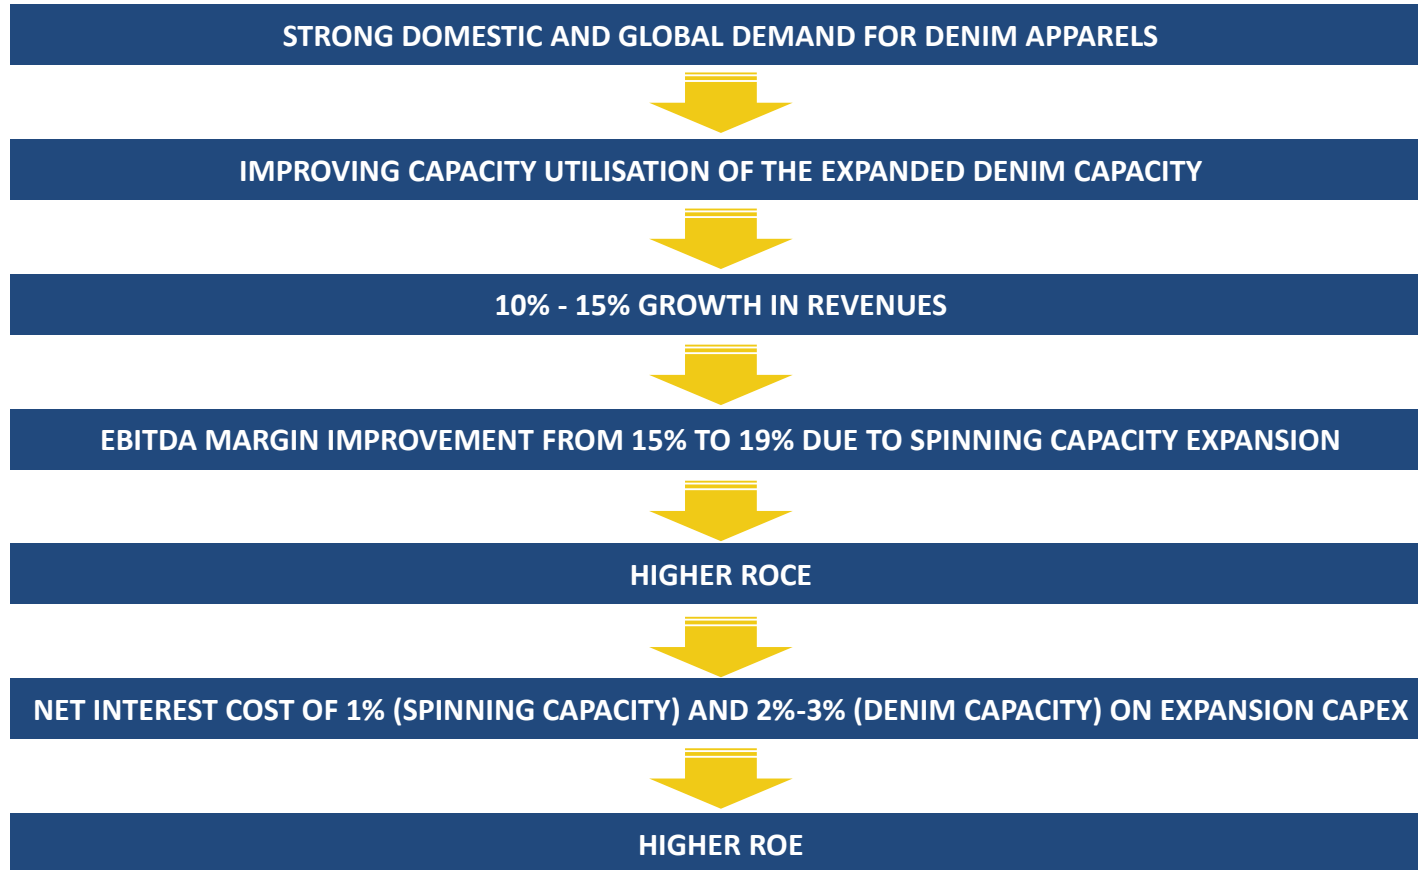 STRONG DOMESTIC AND GLOBAL DEMAND FOR DENIM APPARELS
IMPROVING CAPACITY UTILISATION OF THE EXPANDED DENIM CAPACITY
10% - 15% GROWTH IN REVENUES
EBITDA MARGIN IMPROVEMENT FROM 15% TO 19% DUE TO SPINNING CAPACITY EXPANSION
HIGHER ROCE
NET INTEREST COST OF 1% (SPINNING CAPACITY) AND 2%-3% (DENIM CAPACITY) ON EXPANSION CAPEX
HIGHER ROE